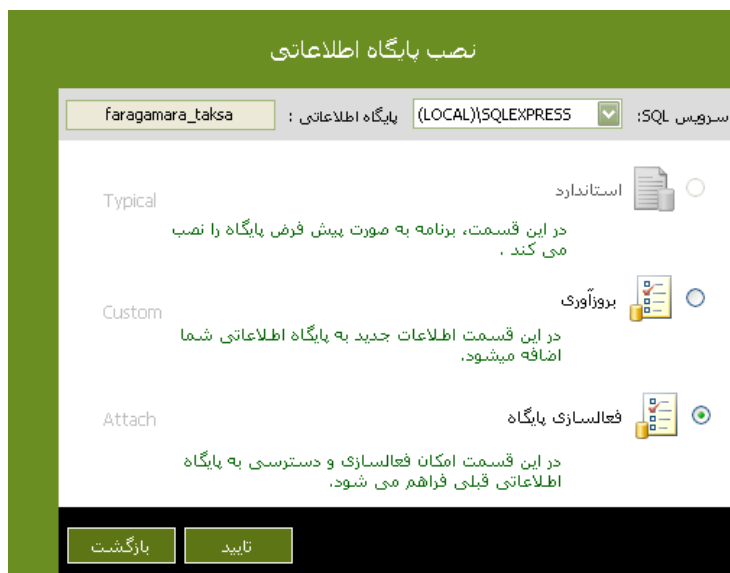 نصب پایگاه اطلاعاتی
سرویس SQL: (LOCAL)\SQLEXPRESS پایگاه اطلاعاتی : faragamara_taksa
استاندارد Typical
در این قسمت، برنامه به صورت پیش فرض پایگاه را نصب
می کند .
بروزآوری Custom
در این قسمت اطلاعات جدید به پایگاه اطلاعاتی شما
اضافه میشود.
فعالسازی پایگاه Attach
در این قسمت امکان فعالسازی و دسترسی به پایگاه
اطلاعاتی قبلی فراهم می شود.
تایید بازگشت